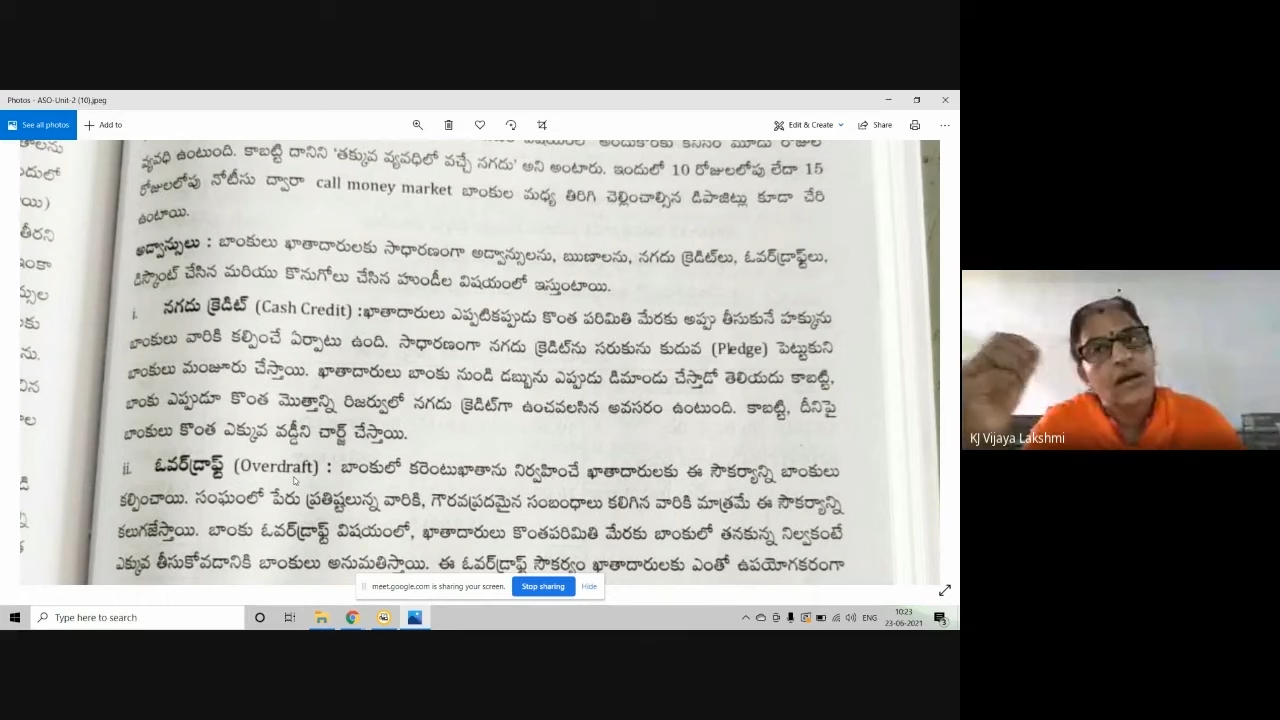 Photos - ASO-Unit-2 (10).jpeg
See all photos
Add to
Edit & Create
Share
వ్యవధి ఉంటుంది. కాబట్టి దానిని 'తక్కువ వ్యవధిలో వచ్చే నగదు' అని అంటారు. ఇందులో 10 రోజులలోపు లేదా 15
రోజులలోపు నోటీసు ద్వారా call money market బాంకుల మధ్య తిరిగి చెల్లించాల్సిన డిపాజిట్లు కూడా చేరి
ఉంటాయి.
అద్వాన్సులు : బాంకులు ఖాతాదారులకు సాధారణంగా అడ్వాన్సులను, ఋణాలను, నగదు క్రెడిట్‌లు, ఓవర్‌డ్రాఫ్ట్‌లు,
డిస్కౌంట్ చేసిన మరియు కొనుగోలు చేసిన హుండీల విషయంలో ఇస్తుంటాయి.
i. నగదు క్రెడిట్ (Cash Credit) :ఖాతాదారులు ఎప్పటికప్పుడు కొంత పరిమితి మేరకు అప్పు తీసుకునే హక్కును
బాంకులు వారికి కల్పించే ఏర్పాటు ఉంది. సాధారణంగా నగదు క్రెడిట్‌ను సరుకును కుదువ (Pledge) పెట్టుకుని
బాంకులు మంజూరు చేస్తాయి. ఖాతాదారులు బాంకు నుండి డబ్బును ఎప్పుడు డిమాండు చేస్తాడో తెలియదు కాబట్టి,
బాంకు ఎప్పుడూ కొంత మొత్తాన్ని రిజర్వులో నగదు క్రెడిట్‌గా ఉంచవలసిన అవసరం ఉంటుంది. కాబట్టి, దీనిపై
బాంకులు కొంత ఎక్కువ వడ్డీని చార్జ్ చేస్తాయి.
ii. ఓవర్‌డ్రాఫ్ట్ (Overdraft) : బాంకులో కరెంటుఖాతాను నిర్వహించే ఖాతాదారులకు ఈ సౌకర్యాన్ని బాంకులు
కల్పించాయి. సంఘంలో పేరు ప్రతిష్టలున్న వారికి, గౌరవప్రదమైన సంబంధాలు కలిగిన వారికి మాత్రమే ఈ సౌకర్యాన్ని
కలుగజేస్తాయి. బాంకు ఓవర్‌డ్రాఫ్ట్ విషయంలో, ఖాతాదారులు కొంతపరిమితి మేరకు బాంకులో తనకున్న నిల్వకంటే
ఎక్కువ తీసుకోవడానికి బాంకులు అనుమతిస్తాయి. ఈ ఓవర్‌డ్రాఫ్ట్ సౌకర్యం ఖాతాదారులకు ఎంతో ఉపయోగకరంగా
meet.google.com is sharing your screen.
Stop sharing
Hide
Type here to search
ENG
10:23
23-06-2021
KJ Vijaya Lakshmi